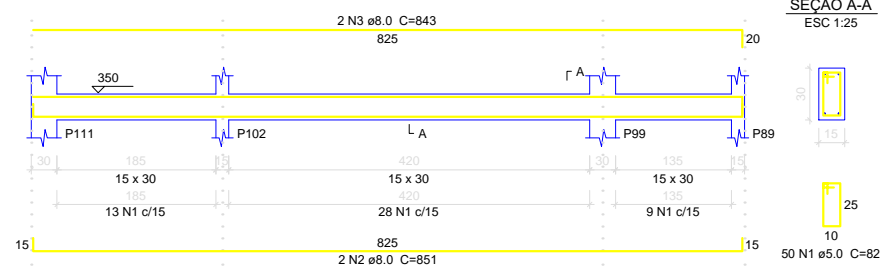 2 N3 ø8.0 C=843
825
20
SEÇÃO A-A
ESC 1:25
350
A
30
P111
P102
A
P99
P89
15
30
185
15
420
30
135
15
15 x 30
15 x 30
15 x 30
185
420
135
13 N1 c/15
28 N1 c/15
9 N1 c/15
25
10
50 N1 ø5.0 C=82
15
825
15
2 N2 ø8.0 C=851